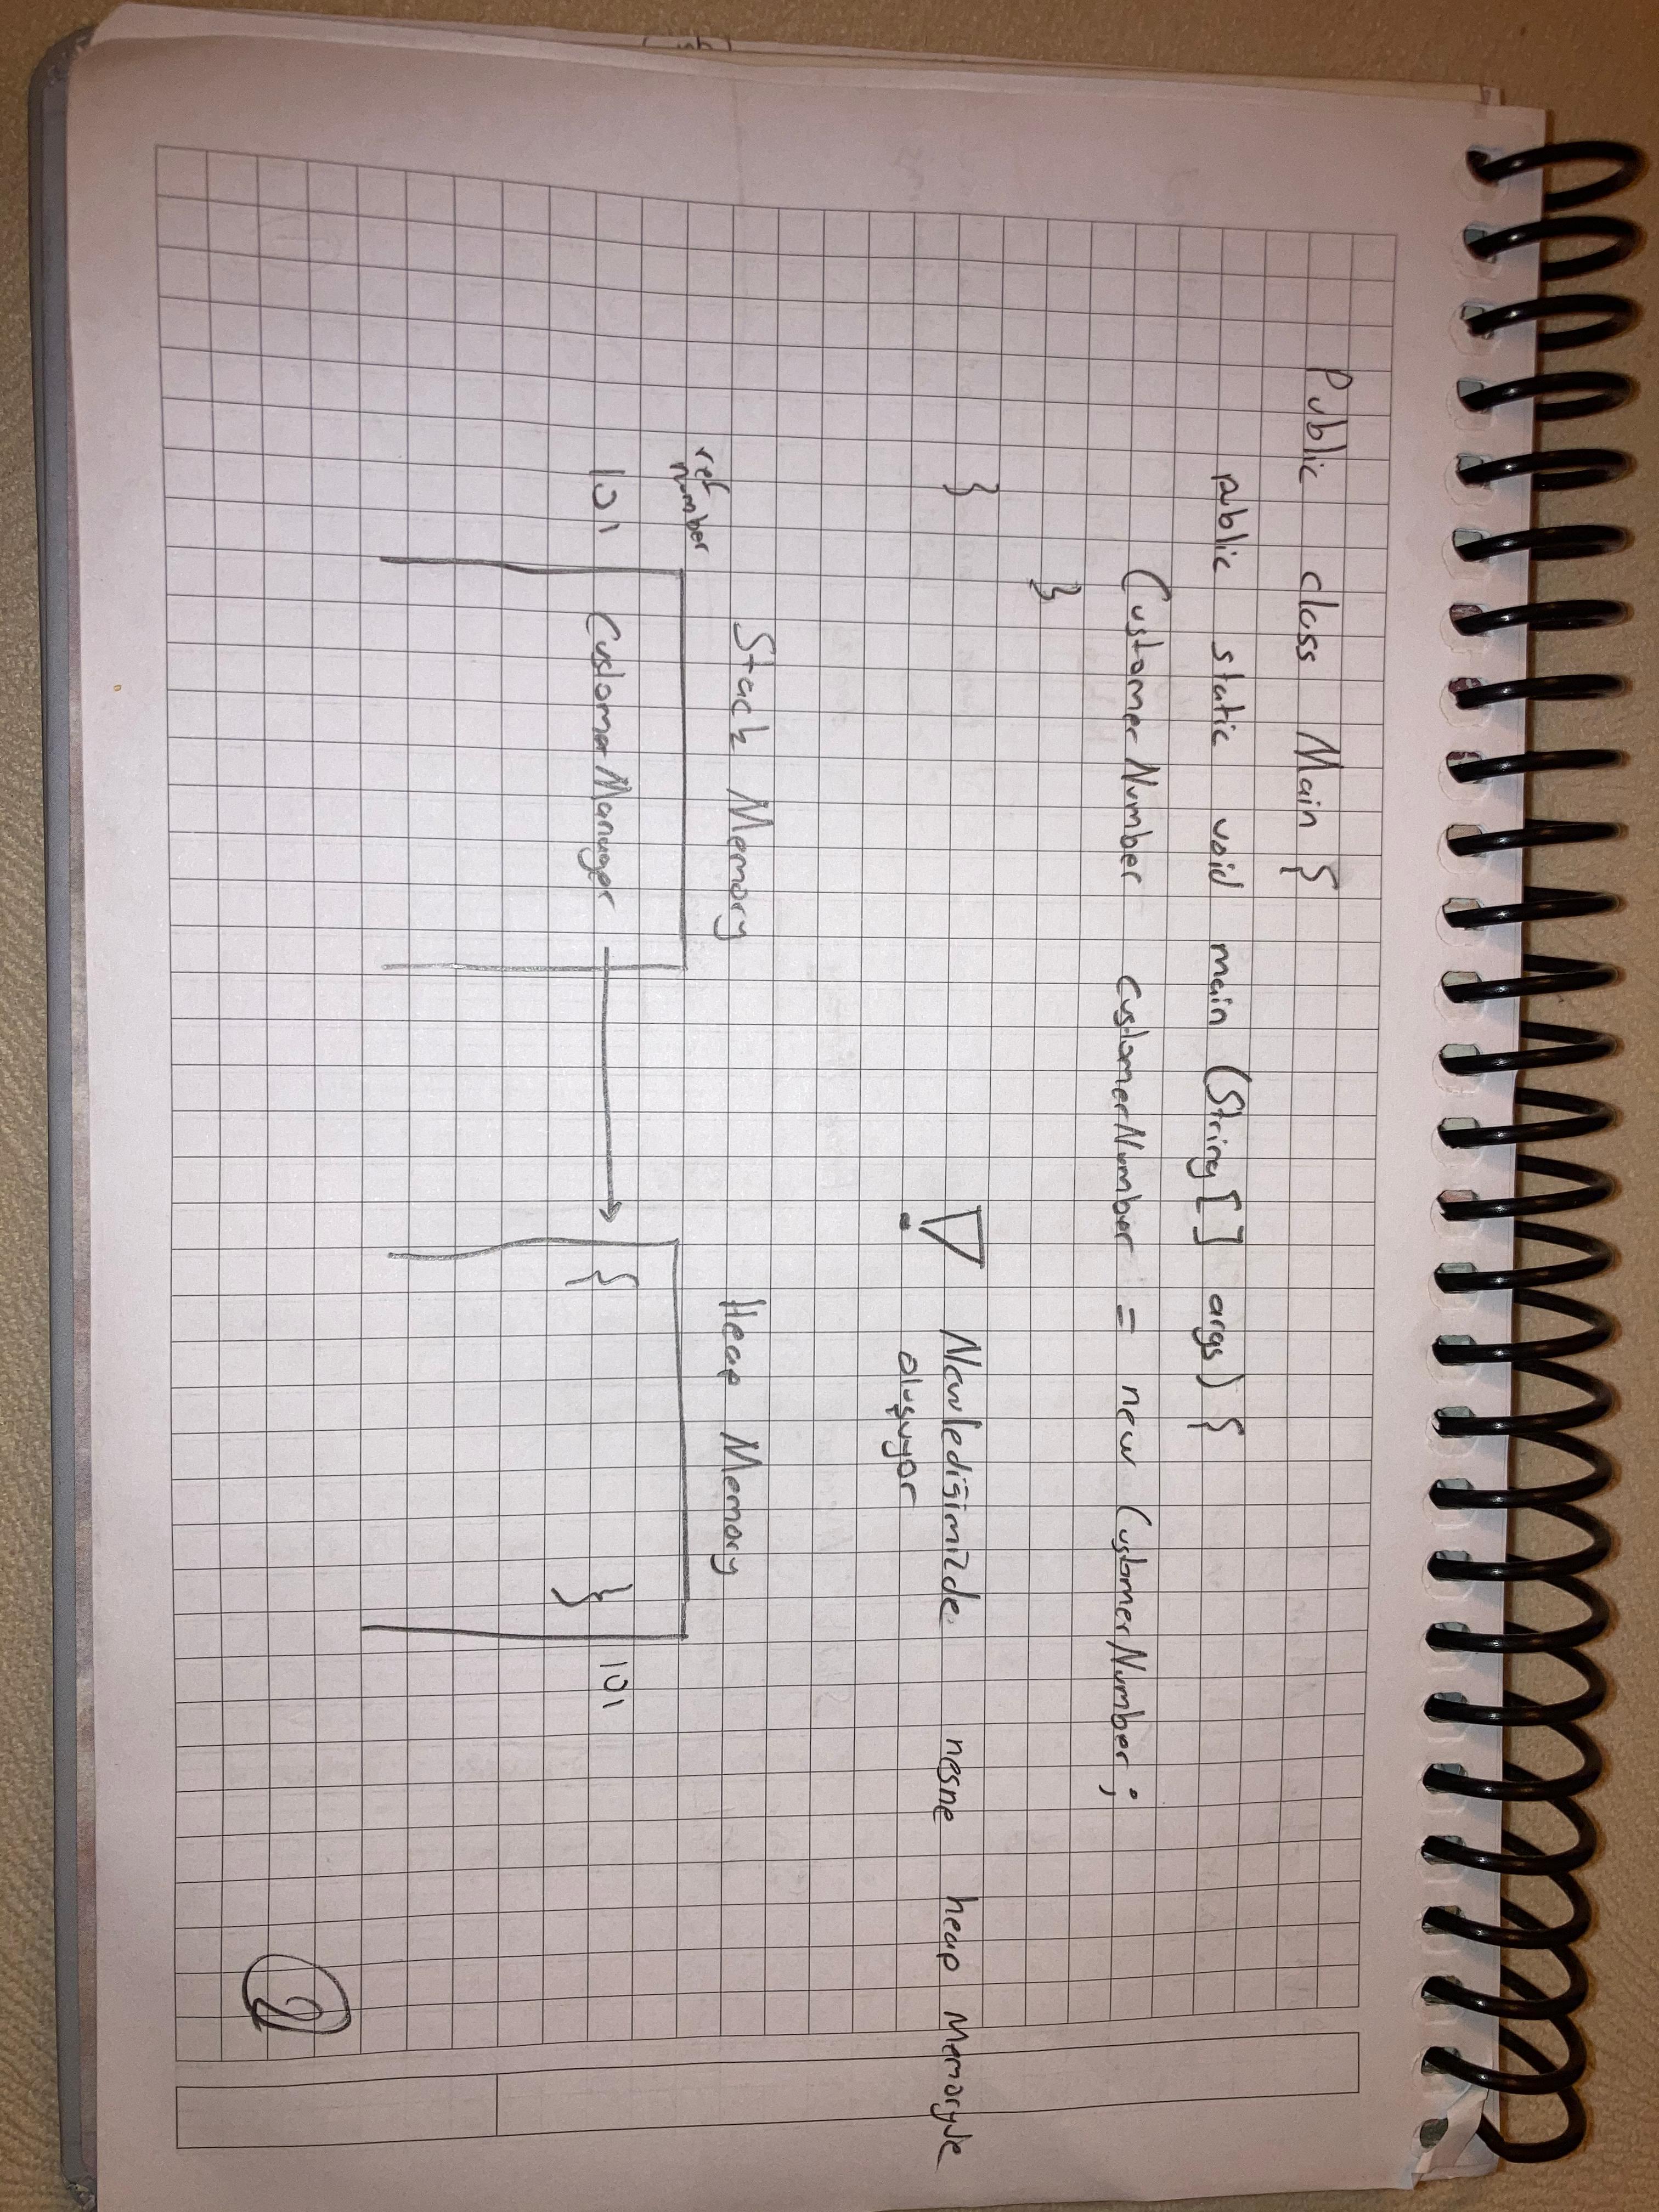 Public class Main {
public static void main (String [ ] args) {
CustomerNumber customerNumber = new CustomerNumber;
}
}
! Newlediğimizde nesne heap Memoryde
oluşuyor
Stack Memory Heap Memory
ref
number
101 CustomerManager { } 101
2